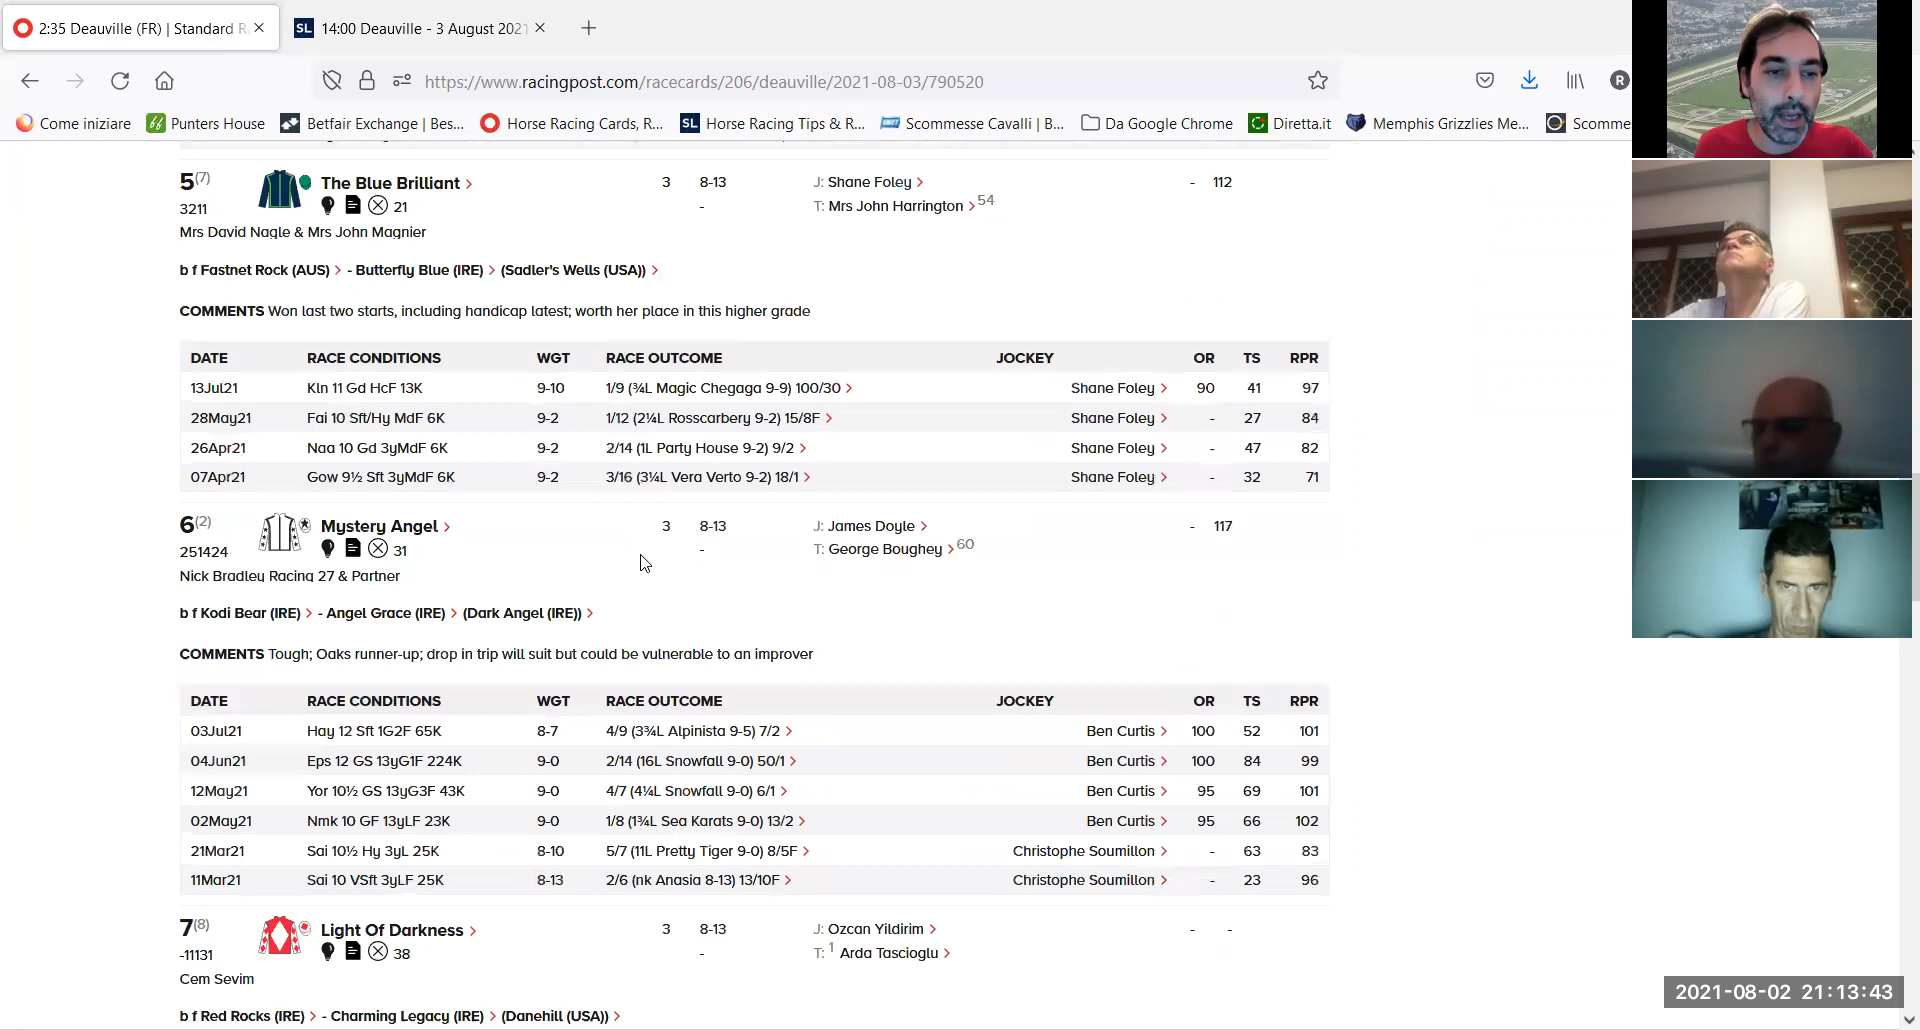 2:35 Deauville (FR) | Standard R
14:00 Deauville - 3 August 2021
https://www.racingpost.com/racecards/206/deauville/2021-08-03/790520
R
Come iniziare
Punters House
Betfair Exchange | Bes...
Horse Racing Cards, R...
SL Horse Racing Tips & R...
Scommesse Cavalli | B...
Da Google Chrome
Diretta.it
Memphis Grizzlies Me...
Scomme
5(7) The Blue Brilliant 3 8-13 J: Shane Foley - 112
3211 21 - T: Mrs John Harrington 54
Mrs David Nagle & Mrs John Magnier
b f Fastnet Rock (AUS) - Butterfly Blue (IRE) (Sadler's Wells (USA))
COMMENTS Won last two starts, including handicap latest; worth her place in this higher grade
DATE RACE CONDITIONS WGT RACE OUTCOME JOCKEY OR TS RPR
13Jul21 Kln 11 Gd HcF 13K 9-10 1/9 (¾L Magic Chegaga 9-9) 100/30 Shane Foley 90 41 97
28May21 Fai 10 Sft/Hy MdF 6K 9-2 1/12 (2¼L Rosscarbery 9-2) 15/8F Shane Foley - 27 84
26Apr21 Naa 10 Gd 3yMdF 6K 9-2 2/14 (1L Party House 9-2) 9/2 Shane Foley - 47 82
07Apr21 Gow 9½ Sft 3yMdF 6K 9-2 3/16 (3¼L Vera Verto 9-2) 18/1 Shane Foley - 32 71
6(2) Mystery Angel 3 8-13 J: James Doyle - 117
251424 31 - T: George Boughey 60
Nick Bradley Racing 27 & Partner
b f Kodi Bear (IRE) - Angel Grace (IRE) (Dark Angel (IRE))
COMMENTS Tough; Oaks runner-up; drop in trip will suit but could be vulnerable to an improver
DATE RACE CONDITIONS WGT RACE OUTCOME JOCKEY OR TS RPR
03Jul21 Hay 12 Sft 1G2F 65K 8-7 4/9 (3¾L Alpinista 9-5) 7/2 Ben Curtis 100 52 101
04Jun21 Eps 12 GS 13yG1F 224K 9-0 2/14 (16L Snowfall 9-0) 50/1 Ben Curtis 100 84 99
12May21 Yor 10½ GS 13yG3F 43K 9-0 4/7 (4¼L Snowfall 9-0) 6/1 Ben Curtis 95 69 101
02May21 Nmk 10 GF 13yLF 23K 9-0 1/8 (1¾L Sea Karats 9-0) 13/2 Ben Curtis 95 66 102
21Mar21 Sai 10½ Hy 3yL 25K 8-10 5/7 (11L Pretty Tiger 9-0) 8/5F Christophe Soumillon - 63 83
11Mar21 Sai 10 VSft 3yLF 25K 8-13 2/6 (nk Anasia 8-13) 13/10F Christophe Soumillon - 23 96
7(8) Light Of Darkness 3 8-13 J: Ozcan Yildirim - -
-11131 38 - T: 1 Arda Tascioglu
Cem Sevim
b f Red Rocks (IRE) - Charming Legacy (IRE) (Danehill (USA))
2021-08-02 21:13:43